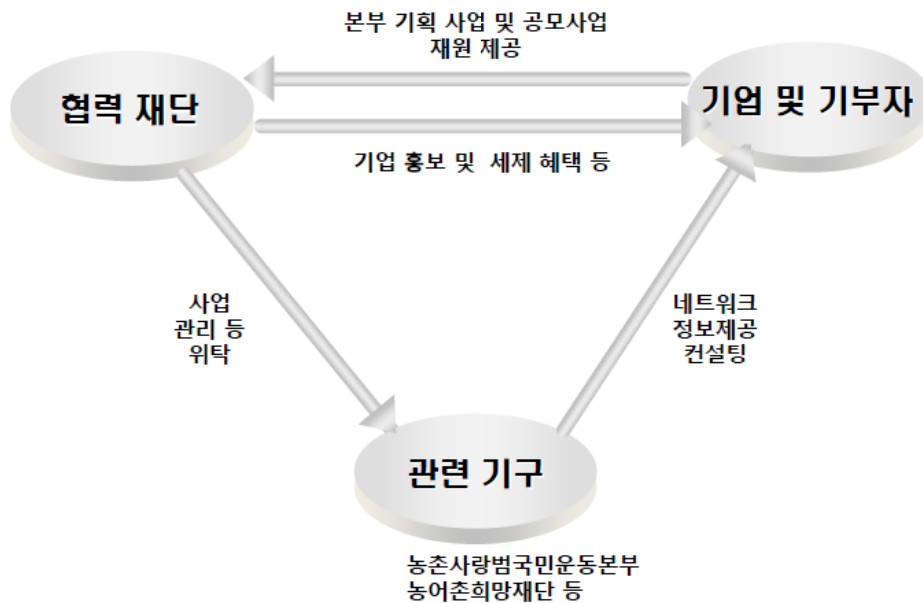 본부 기획 사업 및 공모사업
재원 제공
협력 재단
기업 및 기부자
기업 홍보 및 세제 혜택 등
사업
관리 등
위탁
네트워크
정보제공
컨설팅
관련 기구
농촌사랑범국민운동본부
농어촌희망재단 등